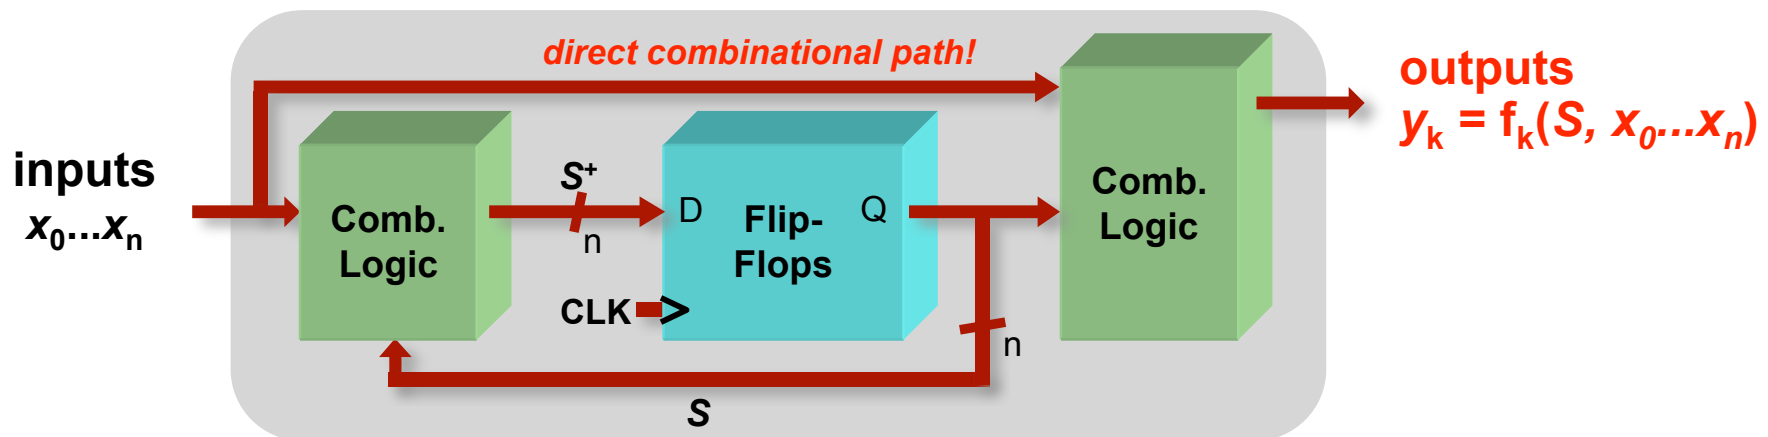 direct combinational path!
outputs
yₖ = fₖ(S, x₀...xₙ)
inputs
x₀...xₙ
Comb.
Logic
S⁺
n
D
Flip-
Flops
Q
CLK
>
Comb.
Logic
n
S